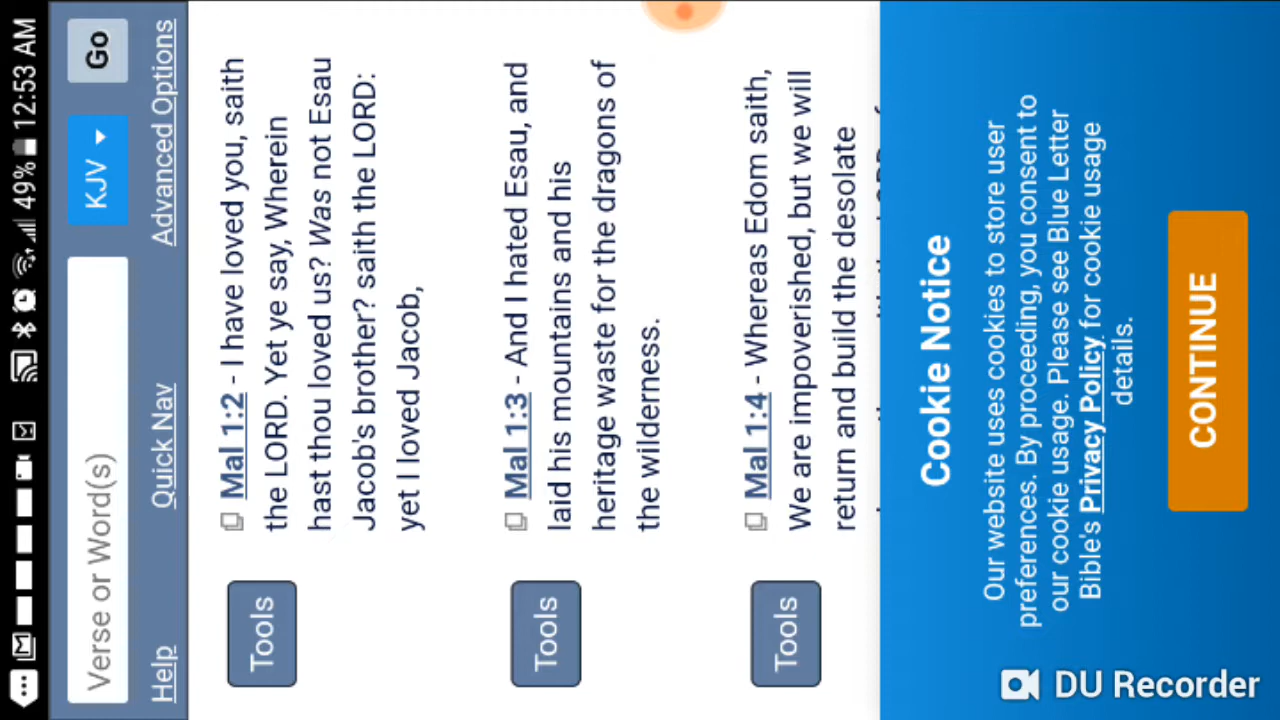 49% 12:53 AM
Verse or Word(s) KJV Go
Help Quick Nav Advanced Options
Tools
Mal 1:2 - I have loved you, saith
the LORD. Yet ye say, Wherein
hast thou loved us? Was not Esau
Jacob's brother? saith the LORD:
yet I loved Jacob,
Tools
Mal 1:3 - And I hated Esau, and
laid his mountains and his
heritage waste for the dragons of
the wilderness.
Tools
Mal 1:4 - Whereas Edom saith,
We are impoverished, but we will
return and build the desolate
Cookie Notice
Our website uses cookies to store user
preferences. By proceeding, you consent to
our cookie usage. Please see Blue Letter
Bible's Privacy Policy for cookie usage
details.
CONTINUE
DU Recorder